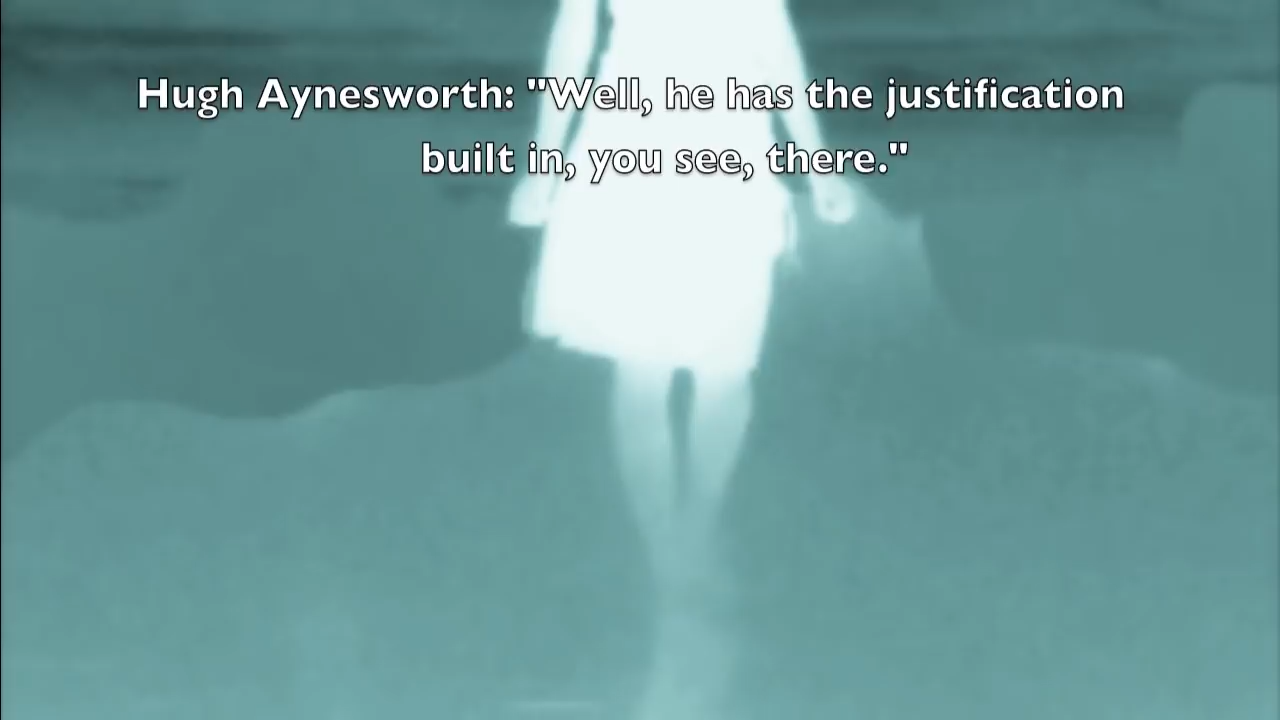 Hugh Aynesworth: "Well, he has the justification
built in, you see, there."